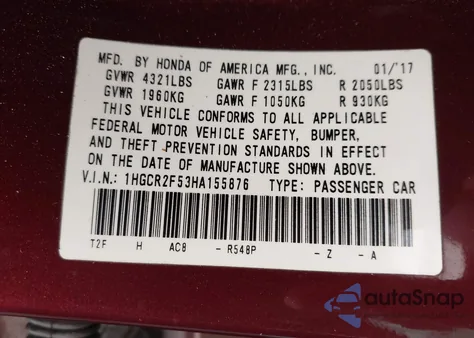 MFD. BY HONDA OF AMERICA MFG., INC. 01/'17
GVWR 4321LBS GAWR F 2315LBS R 2050LBS
GVWR 1960KG GAWR F 1050KG R 930KG
THIS VEHICLE CONFORMS TO ALL APPLICABLE
FEDERAL MOTOR VEHICLE SAFETY, BUMPER,
AND THEFT PREVENTION STANDARDS IN EFFECT
ON THE DATE OF MANUFACTURE SHOWN ABOVE.
V.I.N.: 1HGCR2F53HA155876 TYPE: PASSENGER CAR
T2F H AC8 - R548P - Z - A
autoSnap